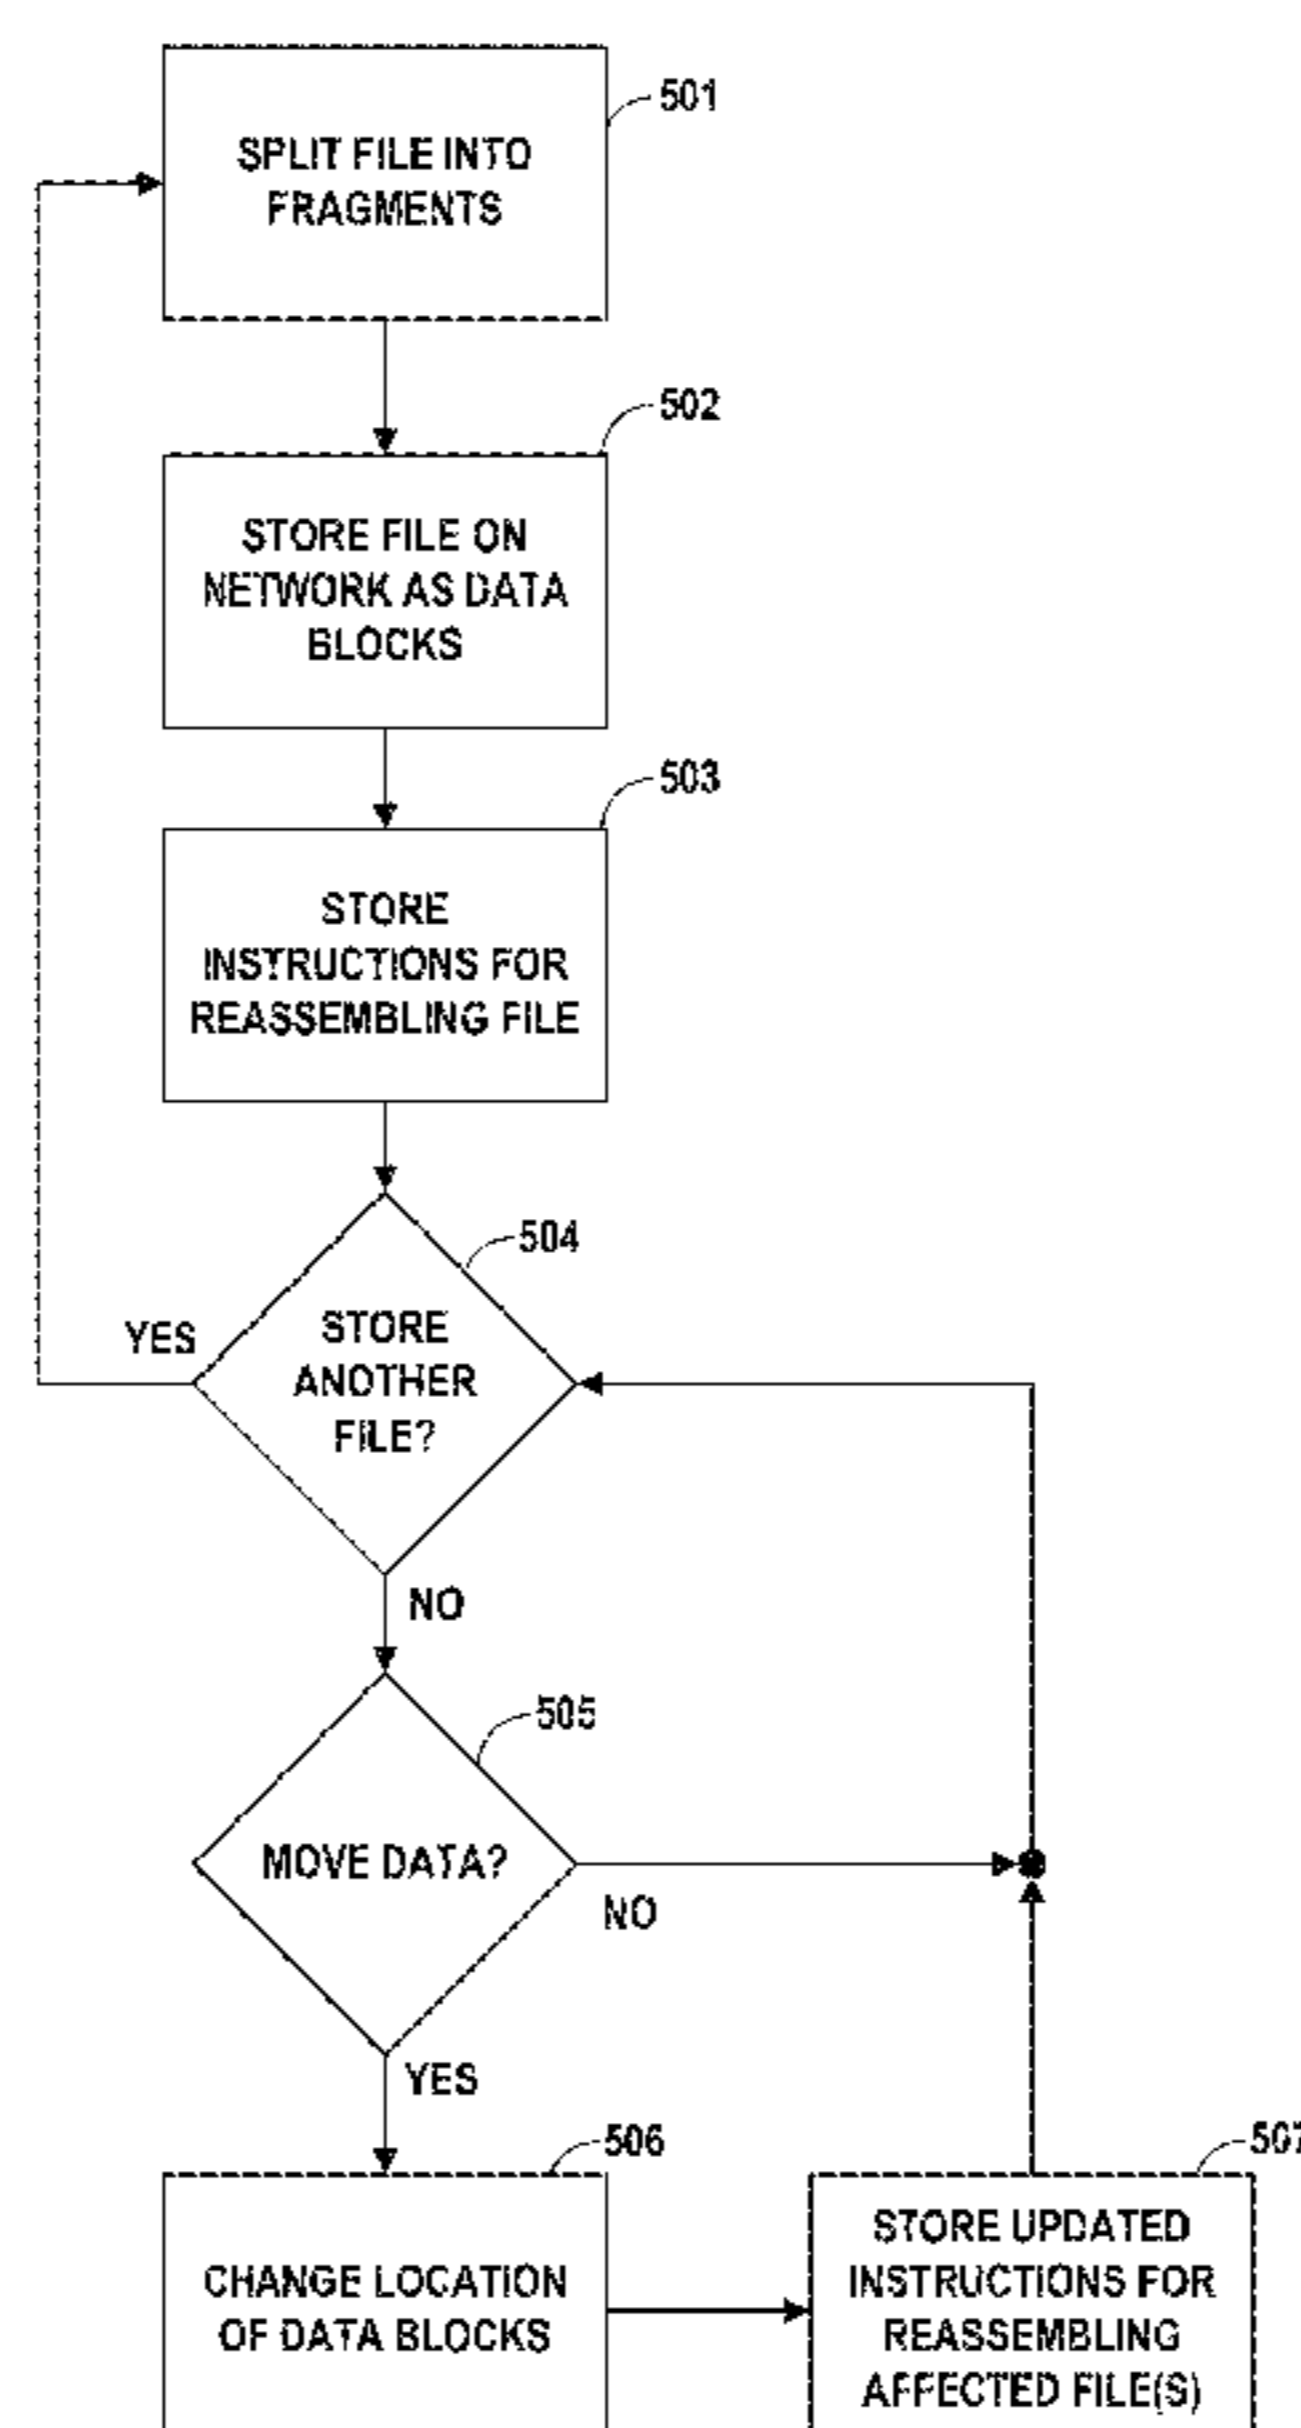 501
SPLIT FILE INTO
FRAGMENTS
502
STORE FILE ON
NETWORK AS DATA
BLOCKS
503
STORE
INSTRUCTIONS FOR
REASSEMBLING FILE
504
STORE
ANOTHER
FILE?
YES
NO
505
MOVE DATA?
NO
YES
506
CHANGE LOCATION
OF DATA BLOCKS
507
STORE UPDATED
INSTRUCTIONS FOR
REASSEMBLING
AFFECTED FILE(S)